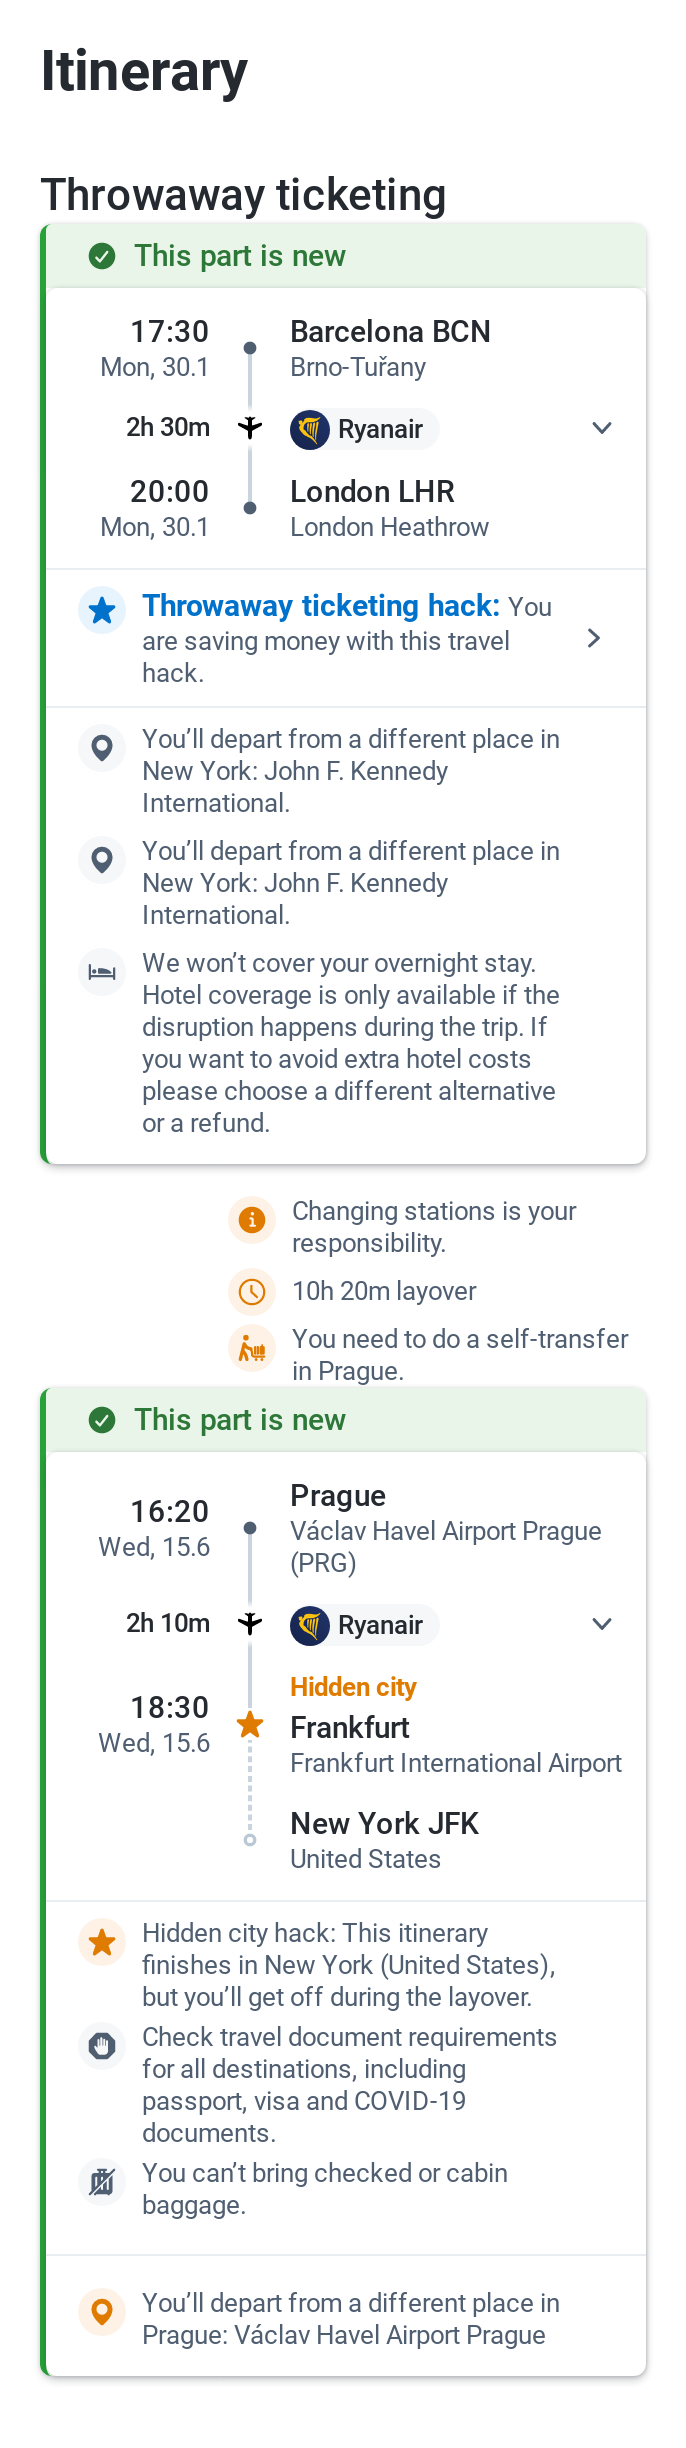 Itinerary
Throwaway ticketing
This part is new
17:30
Mon, 30.1
Barcelona BCN
Brno-Tuřany
2h 30m
Ryanair
20:00
Mon, 30.1
London LHR
London Heathrow
Throwaway ticketing hack: You
are saving money with this travel
hack.
You’ll depart from a different place in
New York: John F. Kennedy
International.
You’ll depart from a different place in
New York: John F. Kennedy
International.
We won’t cover your overnight stay.
Hotel coverage is only available if the
disruption happens during the trip. If
you want to avoid extra hotel costs
please choose a different alternative
or a refund.
Changing stations is your
responsibility.
10h 20m layover
You need to do a self-transfer
in Prague.
This part is new
16:20
Wed, 15.6
Prague
Václav Havel Airport Prague
(PRG)
2h 10m
Ryanair
18:30
Wed, 15.6
Hidden city
Frankfurt
Frankfurt International Airport
New York JFK
United States
Hidden city hack: This itinerary
finishes in New York (United States),
but you’ll get off during the layover.
Check travel document requirements
for all destinations, including
passport, visa and COVID-19
documents.
You can’t bring checked or cabin
baggage.
You’ll depart from a different place in
Prague: Václav Havel Airport Prague